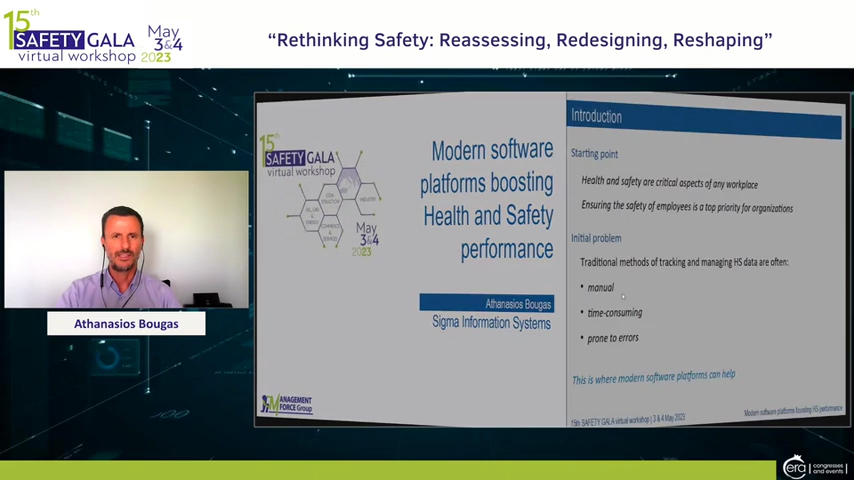 15th
SAFETY GALA
virtual workshop
May
3&4
2023
“Rethinking Safety: Reassessing, Redesigning, Reshaping”
Athanasios Bougas
15th
SAFETY GALA
virtual workshop
INDUSTRY
May
3&4
2023
Modern software
platforms boosting
Health and Safety
performance
Athanasios Bougas
Sigma Information Systems
MANAGEMENT
FORCE Group
Introduction
Starting point
Health and safety are critical aspects of any workplace
Ensuring the safety of employees is a top priority for organizations
Initial problem
Traditional methods of tracking and managing HS data are often:
• manual
• time-consuming
• prone to errors
This is where modern software platforms can help
15th SAFETY GALA virtual workshop | 3 & 4 May 2023
Modern software platforms boosting HS performance
era
congresses
and events